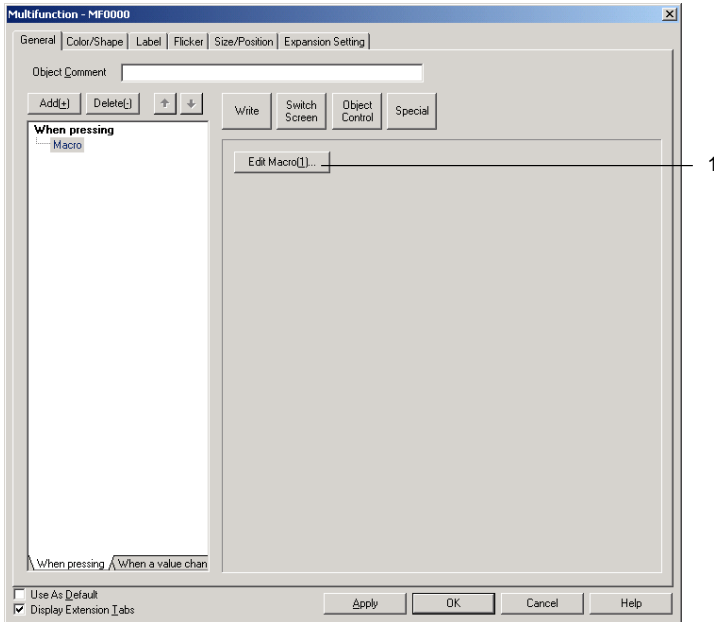 Multifunction - MF0000
General Color/Shape Label Flicker Size/Position Expansion Setting
Object Comment
Add(+) Delete(-)
Write
Switch Screen
Object Control
Special
When pressing
Macro
Edit Macro(1)...
1
When pressing When a value chan
Use As Default
Display Extension Tabs
Apply OK Cancel Help